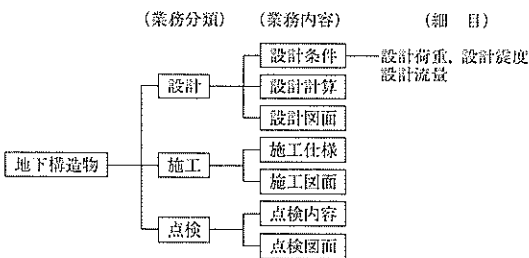 (業務分類) (業務内容) (細 目)
設計条件 設計荷重、設計震度
設計流量
設計 設計計算
設計図面
施工仕様
地下構造物 施工
施工図面
点検内容
点検
点検図面